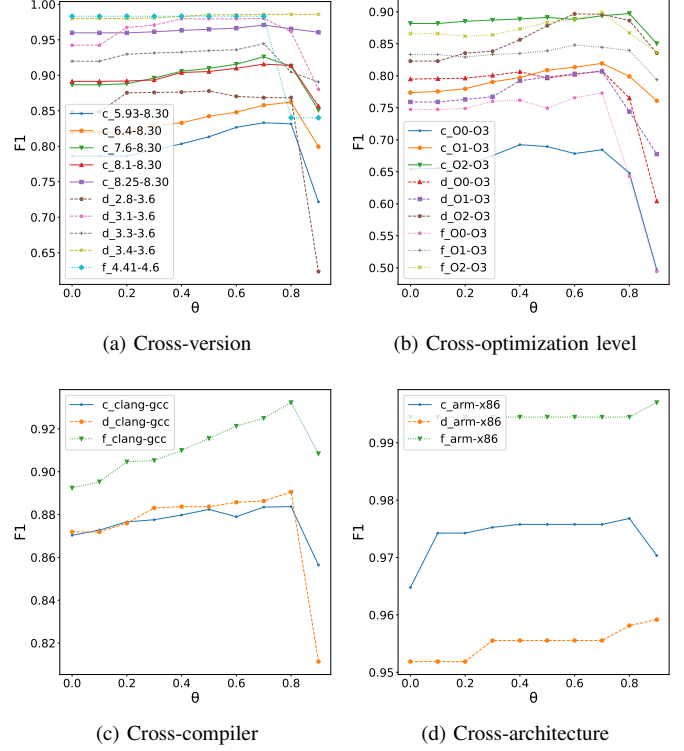 1.00
0.95
0.90
0.85
0.80
0.75
0.70
0.65
F1
c_5.93-8.30
c_6.4-8.30
c_7.6-8.30
c_8.1-8.30
c_8.25-8.30
d_2.8-3.6
d_3.1-3.6
d_3.3-3.6
d_3.4-3.6
f_4.41-4.6
0.0 0.2 0.4 0.6 0.8
θ
(a) Cross-version
0.90
0.85
0.80
0.75
0.70
0.65
0.60
0.55
0.50
F1
c_O0-O3
c_O1-O3
c_O2-O3
d_O0-O3
d_O1-O3
d_O2-O3
f_O0-O3
f_O1-O3
f_O2-O3
0.0 0.2 0.4 0.6 0.8
θ
(b) Cross-optimization level
0.92
0.90
0.88
0.86
0.84
0.82
F1
c_clang-gcc
d_clang-gcc
f_clang-gcc
0.0 0.2 0.4 0.6 0.8
θ
(c) Cross-compiler
0.99
0.98
0.97
0.96
0.95
F1
c_arm-x86
d_arm-x86
f_arm-x86
0.0 0.2 0.4 0.6 0.8
θ
(d) Cross-architecture